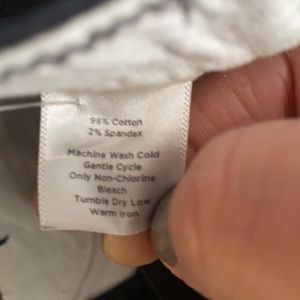 98% Cotton
2% Spandex
Machine Wash Cold
Gentle Cycle
Only Non-Chlorine
Bleach
Tumble Dry Low
Warm Iron